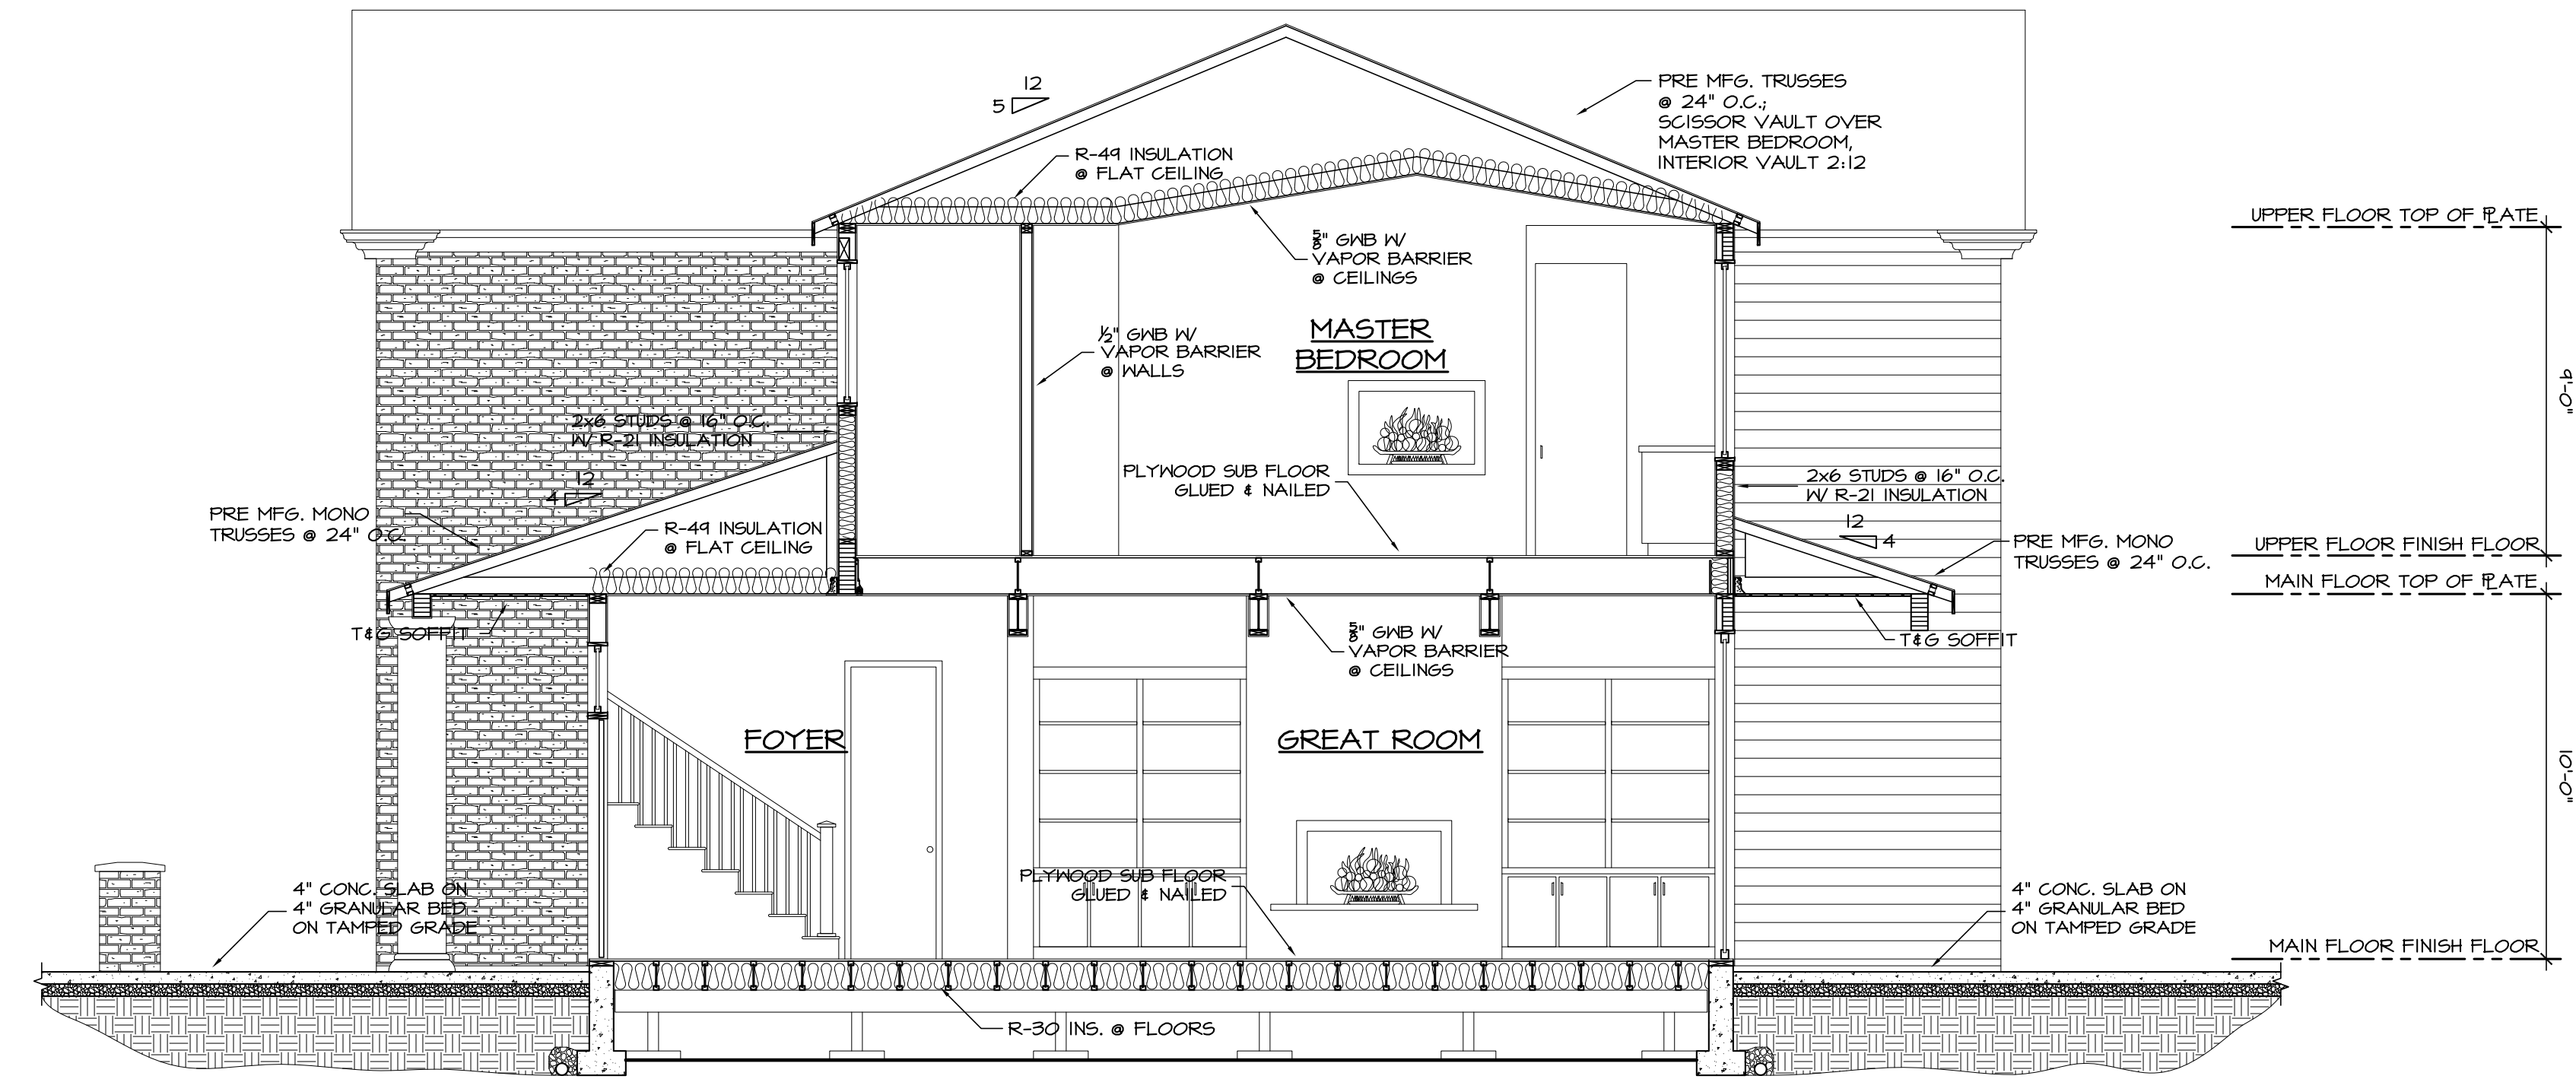 12
5
PRE MFG. TRUSSES
@ 24" O.C.;
SCISSOR VAULT OVER
MASTER BEDROOM,
INTERIOR VAULT 2:12
R-49 INSULATION
@ FLAT CEILING
UPPER FLOOR TOP OF PLATE
5/8" GWB W/
VAPOR BARRIER
@ CEILINGS
MASTER
BEDROOM
1/2" GWB W/
VAPOR BARRIER
@ WALLS
9'-0"
2x6 STUDS @ 16" O.C.
W/ R-21 INSULATION
PLYWOOD SUB FLOOR
GLUED & NAILED
2x6 STUDS @ 16" O.C.
W/ R-21 INSULATION
12
4
PRE MFG. MONO
TRUSSES @ 24" O.C.
R-49 INSULATION
@ FLAT CEILING
12
4
PRE MFG. MONO
TRUSSES @ 24" O.C.
UPPER FLOOR FINISH FLOOR
MAIN FLOOR TOP OF PLATE
T&G SOFFIT
5/8" GWB W/
VAPOR BARRIER
@ CEILINGS
T&G SOFFIT
FOYER
GREAT ROOM
10'-0"
PLYWOOD SUB FLOOR
GLUED & NAILED
4" CONC. SLAB ON
4" GRANULAR BED
ON TAMPED GRADE
4" CONC. SLAB ON
4" GRANULAR BED
ON TAMPED GRADE
MAIN FLOOR FINISH FLOOR
R-30 INS. @ FLOORS